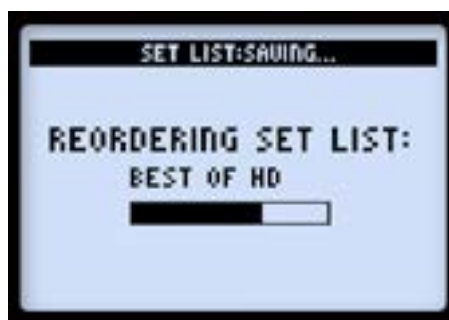 SET LIST:SAVING...
REORDERING SET LIST:
BEST OF HD